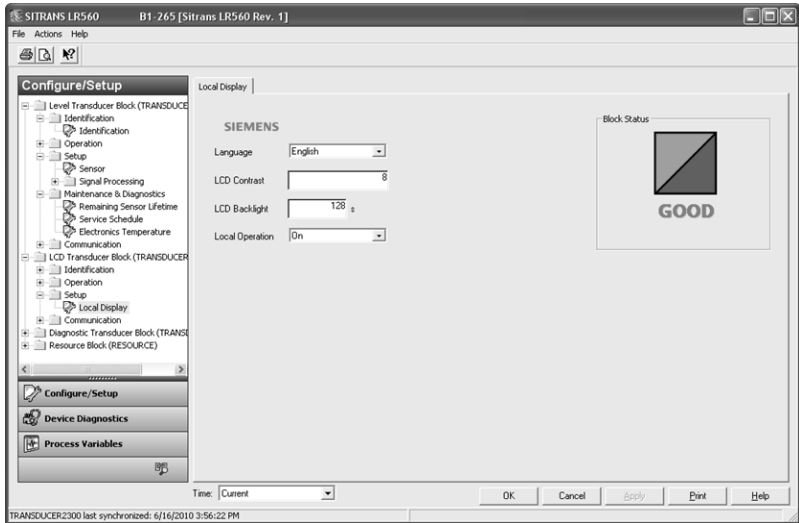 SITRANS LR560 B1-265 [Sitrans LR560 Rev. 1]
File Actions Help
Configure/Setup
Level Transducer Block (TRANSDUCE
Identification
Identification
Operation
Setup
Sensor
Signal Processing
Maintenance & Diagnostics
Remaining Sensor Lifetime
Service Schedule
Electronics Temperature
Communication
LCD Transducer Block (TRANSDUCER
Identification
Operation
Setup
Local Display
Communication
Diagnostic Transducer Block (TRANS
Resource Block (RESOURCE)
Configure/Setup
Device Diagnostics
Process Variables
Local Display
SIEMENS
Language English
LCD Contrast 8
LCD Backlight 128
Local Operation On
Block Status
GOOD
Time: Current
OK Cancel Apply Print Help
TRANSDUCER2300 last synchronized: 6/16/2010 3:56:22 PM